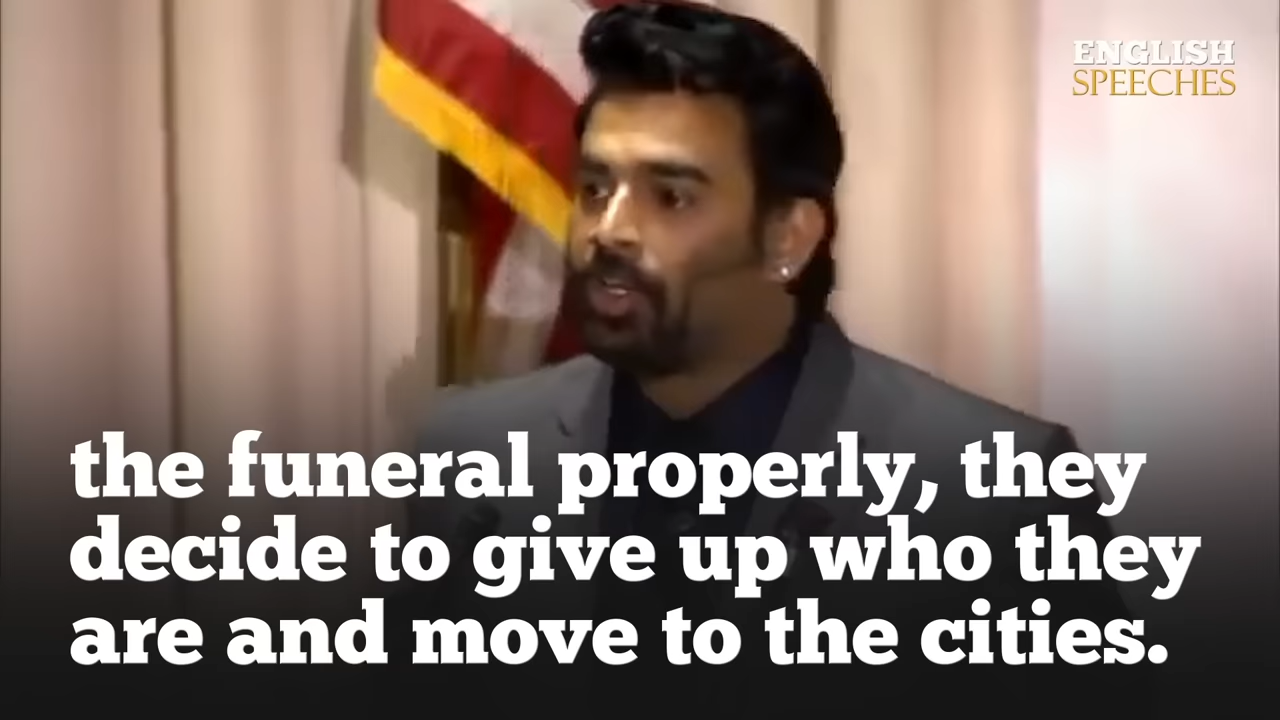 ENGLISH
SPEECHES
the funeral properly, they
decide to give up who they
are and move to the cities.